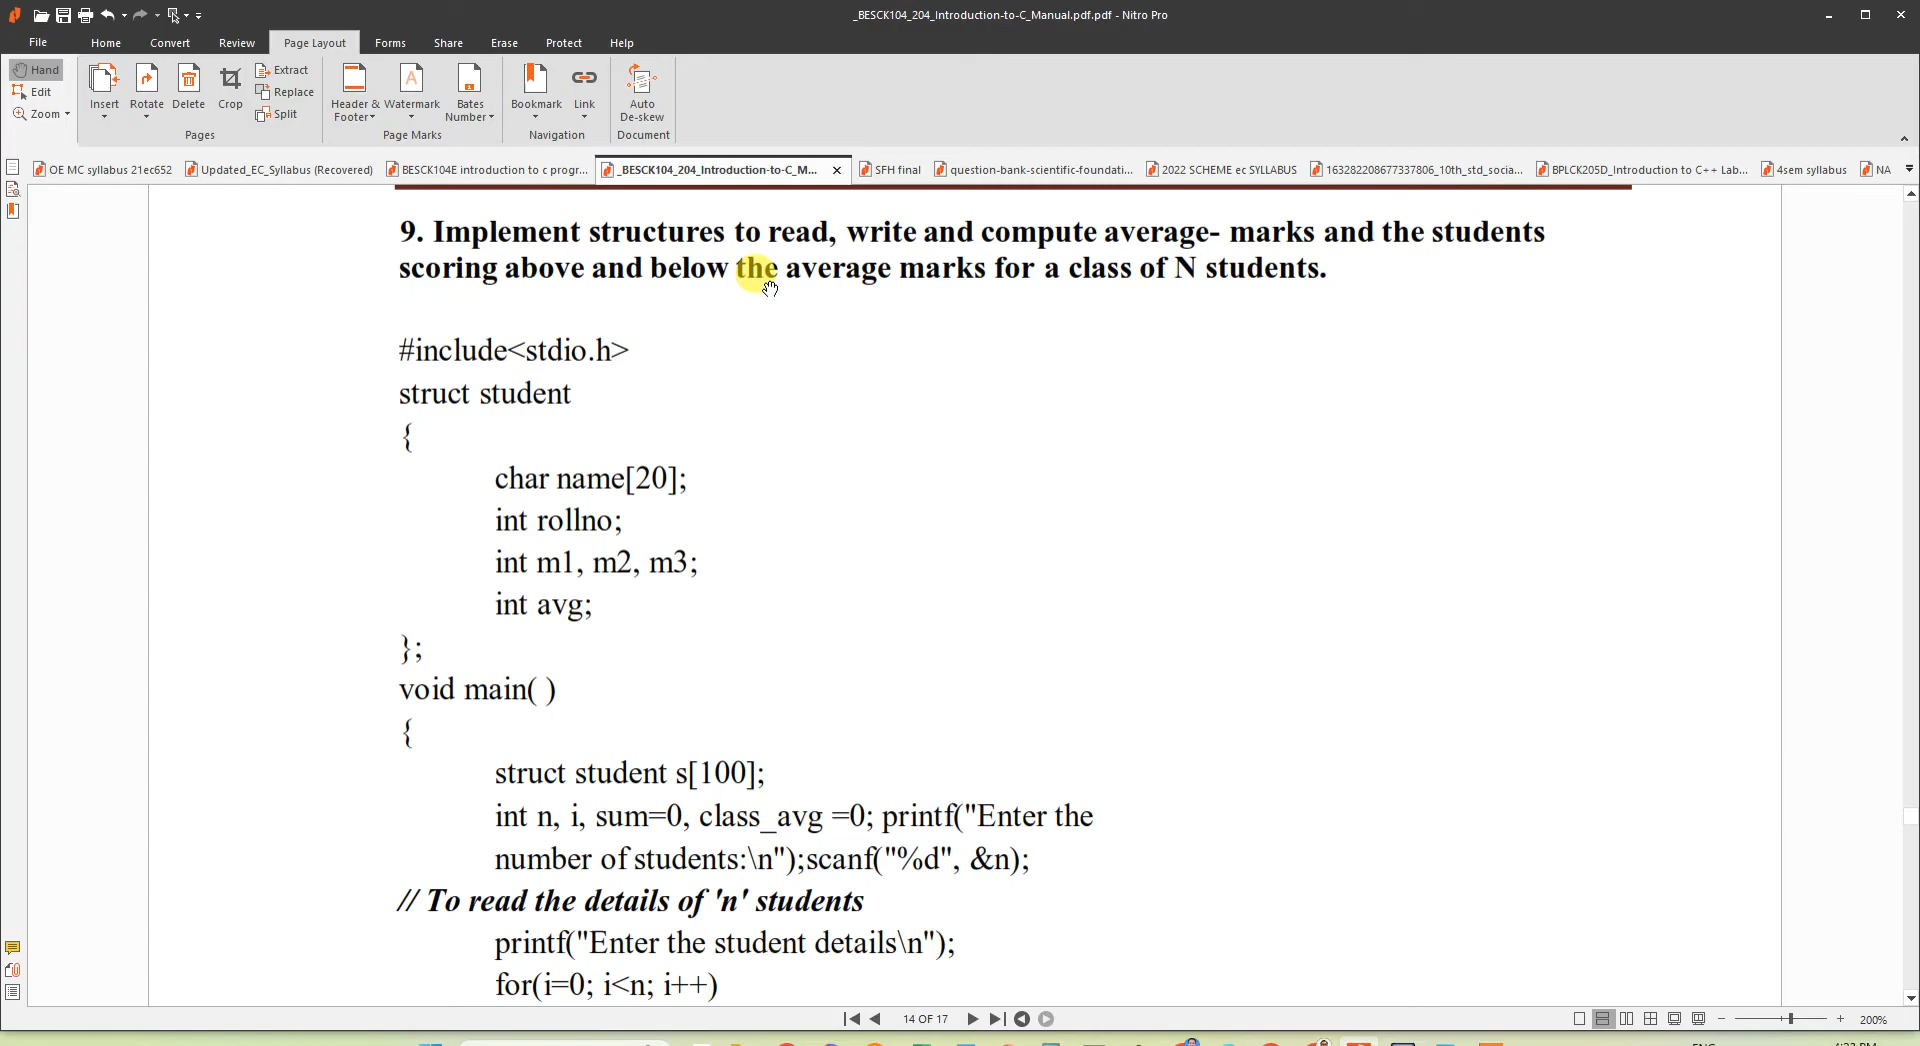 _BESCK104_204_Introduction-to-C_Manual.pdf.pdf - Nitro Pro
File Home Convert Review Page Layout Forms Share Erase Protect Help
Hand
Edit
Zoom
Insert Rotate Delete Crop
Extract
Replace
Split
Pages
Header & Footer
Watermark
Bates Number
Page Marks
Bookmark Link
Navigation
Auto De-skew
Document
OE MC syllabus 21ec652 Updated_EC_Syllabus (Recovered) BESCK104E introduction to c progr... _BESCK104_204_Introduction-to-C_M... SFH final question-bank-scientific-foundati... 2022 SCHEME ec SYLLABUS 163282208677337806_10th_std_socia... BPLCK205D_Introduction to C++ Lab... 4sem syllabus NA
9. Implement structures to read, write and compute average- marks and the students
scoring above and below the average marks for a class of N students.
#include<stdio.h>
struct student
{
char name[20];
int rollno;
int m1, m2, m3;
int avg;
};
void main( )
{
struct student s[100];
int n, i, sum=0, class_avg =0; printf("Enter the
number of students:\n");scanf("%d", &n);
// To read the details of 'n' students
printf("Enter the student details\n");
for(i=0; i<n; i++)
14 OF 17
200%